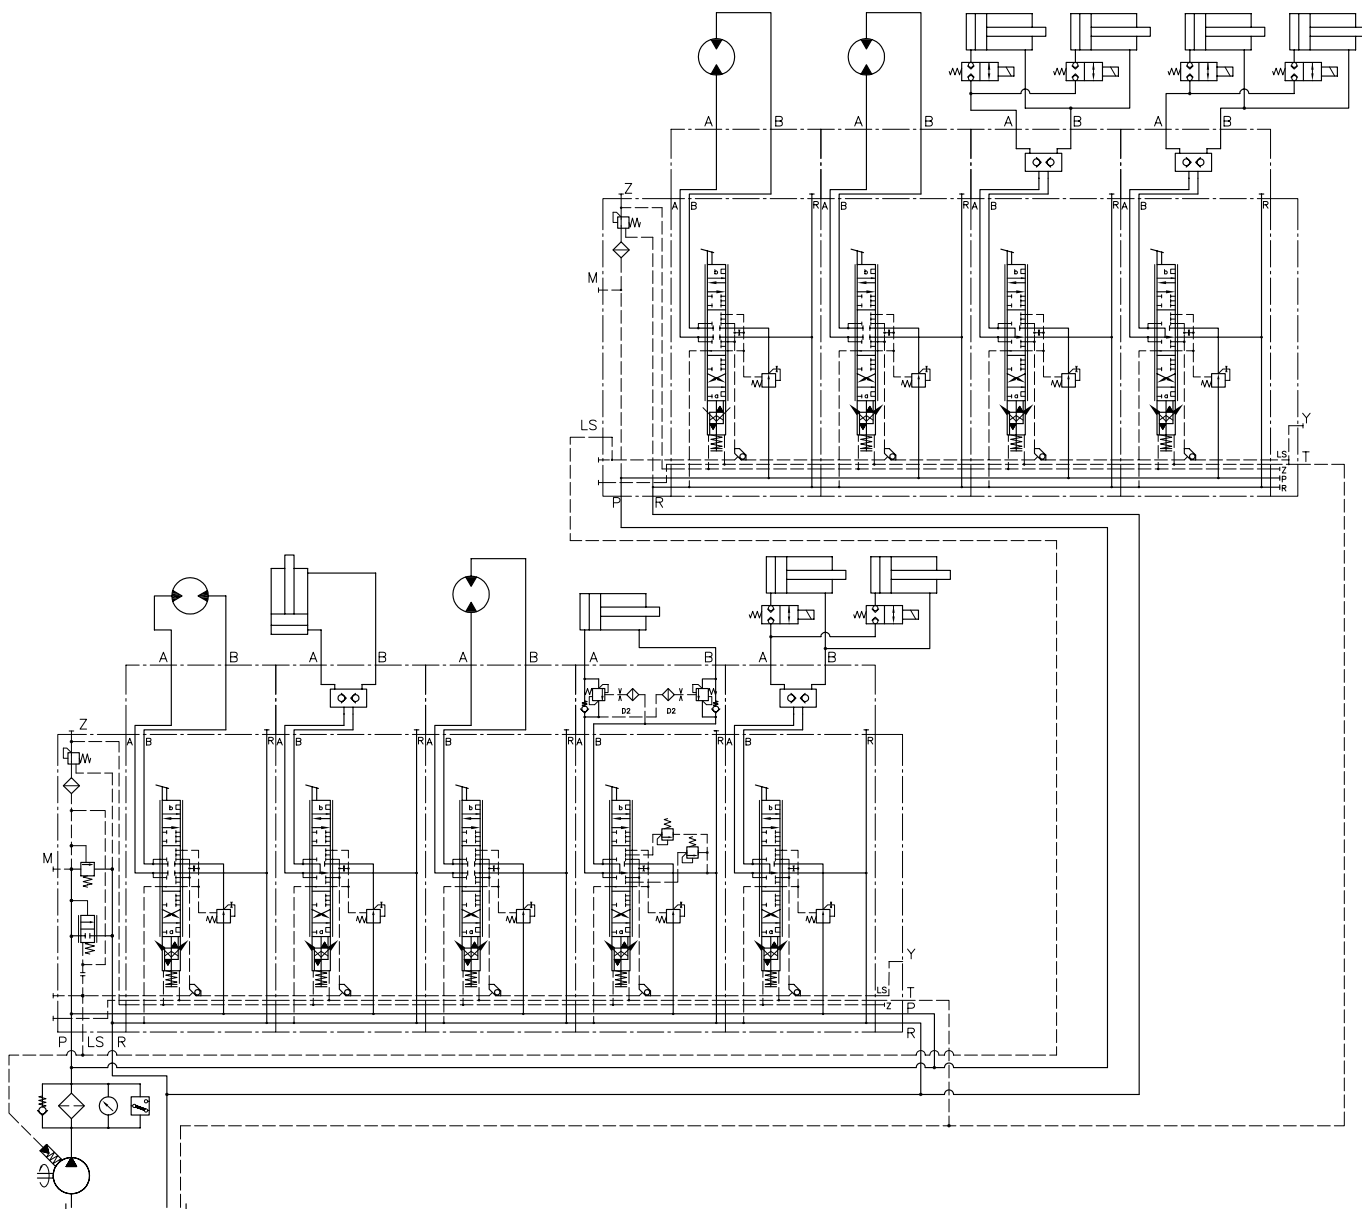 A B A B A B A B
Z
A B R A B R A B R A B R
M
b b b b
a a a a
LS
Y
LS T
Z
P
R
P R
A B A B A B A B A B
D2 D2
Z
A B R A B R A B R A B R A B R
b b b b b
M
a a a a a
Y
LS T
Z P
R
P LS R